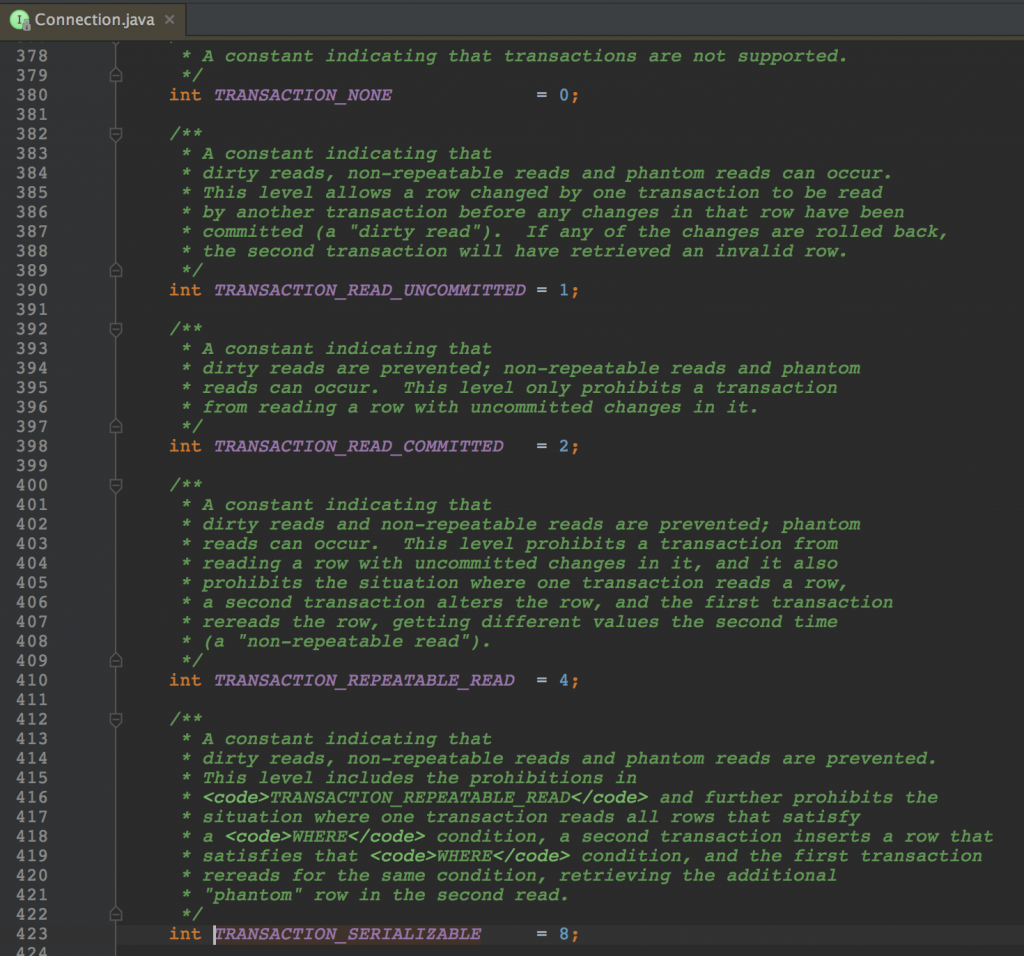 I Connection.java ×
378 * A constant indicating that transactions are not supported.
379 */
380 int TRANSACTION_NONE = 0;
381
382 /**
383 * A constant indicating that
384 * dirty reads, non-repeatable reads and phantom reads can occur.
385 * This level allows a row changed by one transaction to be read
386 * by another transaction before any changes in that row have been
387 * committed (a "dirty read").  If any of the changes are rolled back,
388 * the second transaction will have retrieved an invalid row.
389 */
390 int TRANSACTION_READ_UNCOMMITTED = 1;
391
392 /**
393 * A constant indicating that
394 * dirty reads are prevented; non-repeatable reads and phantom
395 * reads can occur.  This level only prohibits a transaction
396 * from reading a row with uncommitted changes in it.
397 */
398 int TRANSACTION_READ_COMMITTED = 2;
399
400 /**
401 * A constant indicating that
402 * dirty reads and non-repeatable reads are prevented; phantom
403 * reads can occur.  This level prohibits a transaction from
404 * reading a row with uncommitted changes in it, and it also
405 * prohibits the situation where one transaction reads a row,
406 * a second transaction alters the row, and the first transaction
407 * rereads the row, getting different values the second time
408 * (a "non-repeatable read").
409 */
410 int TRANSACTION_REPEATABLE_READ = 4;
411
412 /**
413 * A constant indicating that
414 * dirty reads, non-repeatable reads and phantom reads are prevented.
415 * This level includes the prohibitions in
416 * <code>TRANSACTION_REPEATABLE_READ</code> and further prohibits the
417 * situation where one transaction reads all rows that satisfy
418 * a <code>WHERE</code> condition, a second transaction inserts a row that
419 * satisfies that <code>WHERE</code> condition, and the first transaction
420 * rereads for the same condition, retrieving the additional
421 * "phantom" row in the second read.
422 */
423 int TRANSACTION_SERIALIZABLE = 8;
424